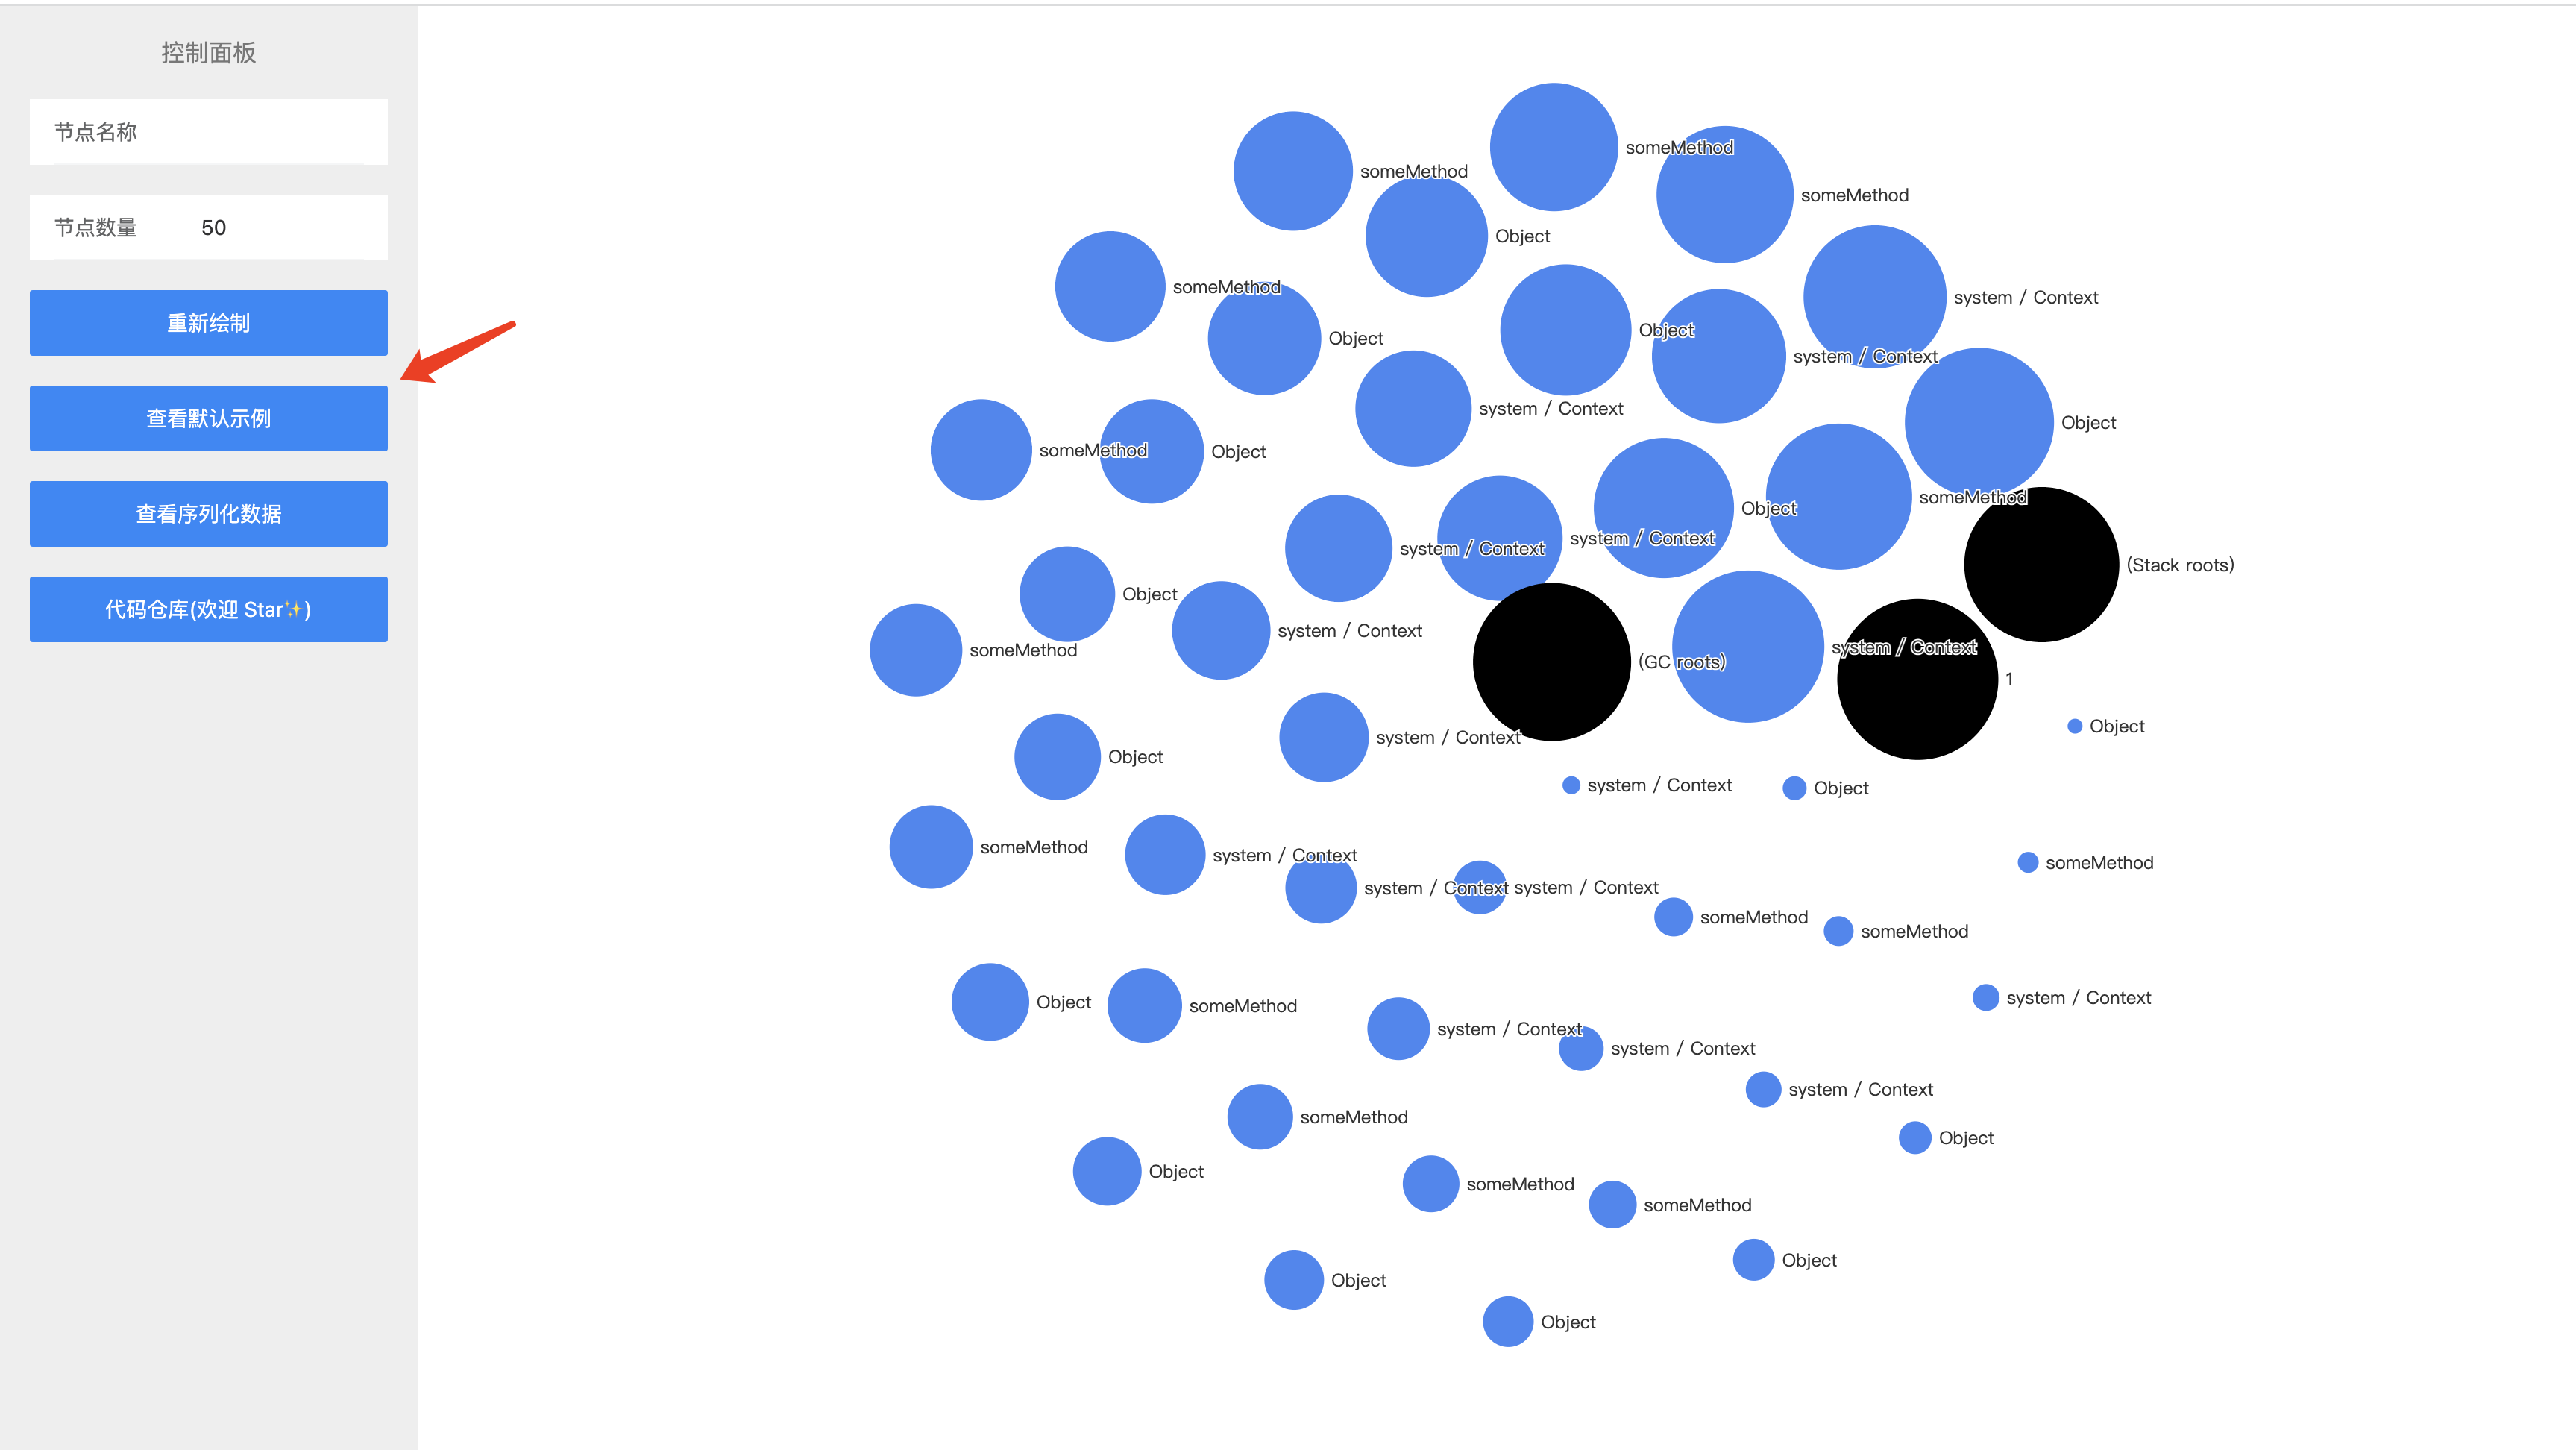 控制面板
节点名称
节点数量 50
重新绘制
查看默认示例
查看序列化数据
代码仓库(欢迎 Star✨)
someMethod
someMethod
someMethod
Object
someMethod
system / Context
Object
Object
system / Context
system / Context
Object
someMethod
Object
someMethod
Object
system / Context
system / Context
(Stack roots)
Object
system / Context
someMethod
(GC roots)
system / Context
1
Object
system / Context
Object
system / Context
Object
someMethod
system / Context
someMethod
system / Context
system / Context
someMethod
someMethod
system / Context
Object
someMethod
system / Context
system / Context
system / Context
someMethod
Object
Object
someMethod
someMethod
Object
Object
Object